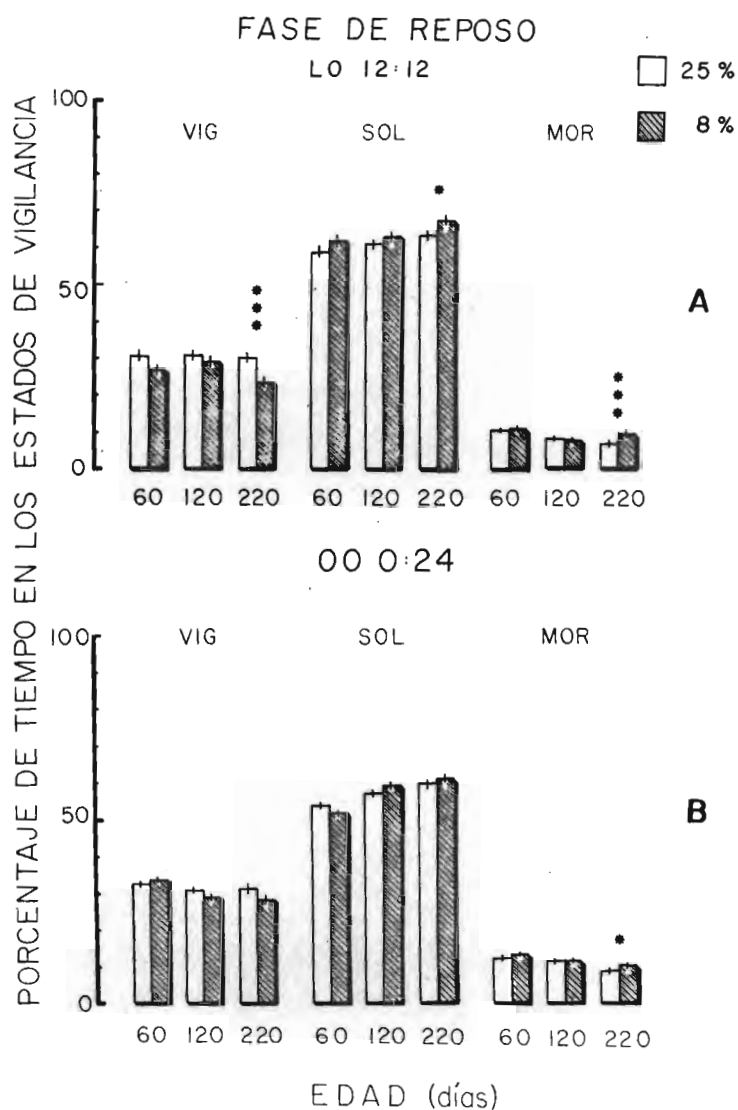 FASE DE REPOSO
LO 12:12
25 %
8 %
PORCENTAJE DE TIEMPO EN LOS ESTADOS DE VIGILANCIA
100
50
0
VIG
SOL
MOR
A
60 120 220
60 120 220
60 120 220
OO 0:24
100
50
0
VIG
SOL
MOR
B
60 120 220
60 120 220
60 120 220
EDAD (días)